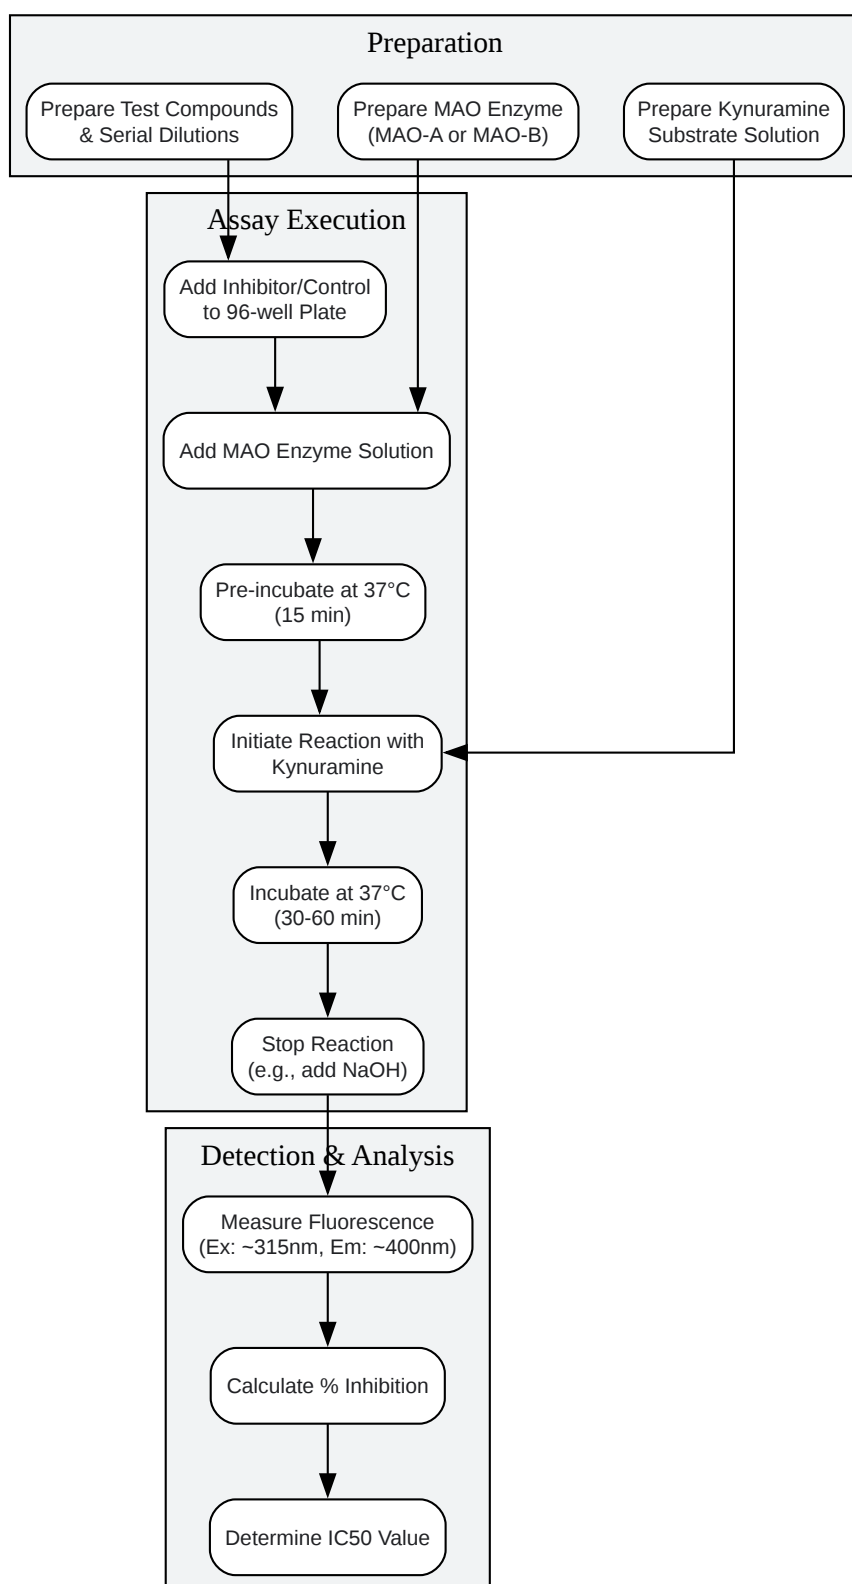 Preparation
Prepare Test Compounds
& Serial Dilutions
Prepare MAO Enzyme
(MAO-A or MAO-B)
Prepare Kynuramine
Substrate Solution
Assay Execution
Add Inhibitor/Control
to 96-well Plate
Add MAO Enzyme Solution
Pre-incubate at 37°C
(15 min)
Initiate Reaction with
Kynuramine
Incubate at 37°C
(30-60 min)
Stop Reaction
(e.g., add NaOH)
Detection & Analysis
Measure Fluorescence
(Ex: ~315nm, Em: ~400nm)
Calculate % Inhibition
Determine IC50 Value